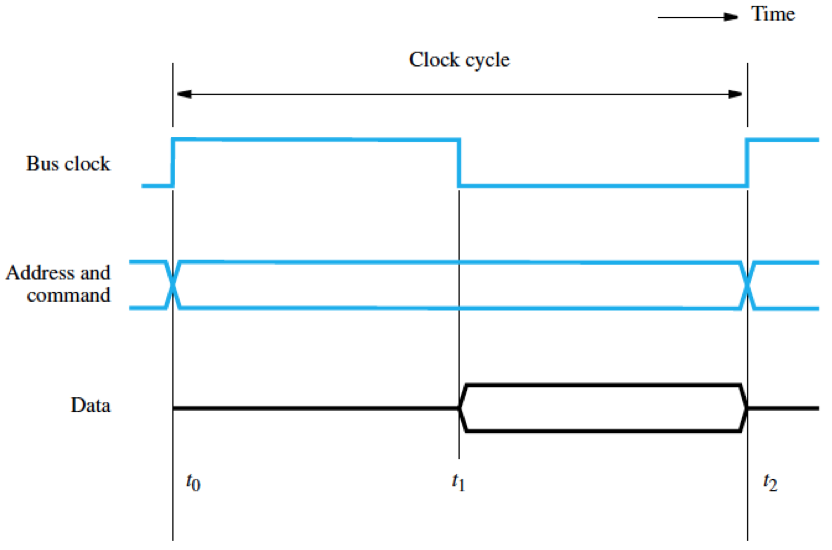 Time
Clock cycle
Bus clock
Address and
command
Data
t0
t1
t2